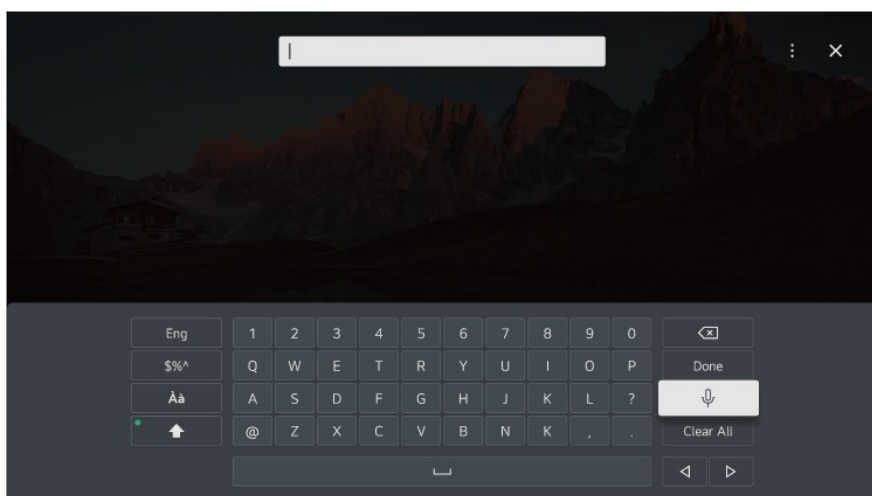 Eng 1 2 3 4 5 6 7 8 9 0
$%^ Q W E T R Y U I O P Done
Àà A S D F G H J K L ?
@ Z X C V B N K , . Clear All